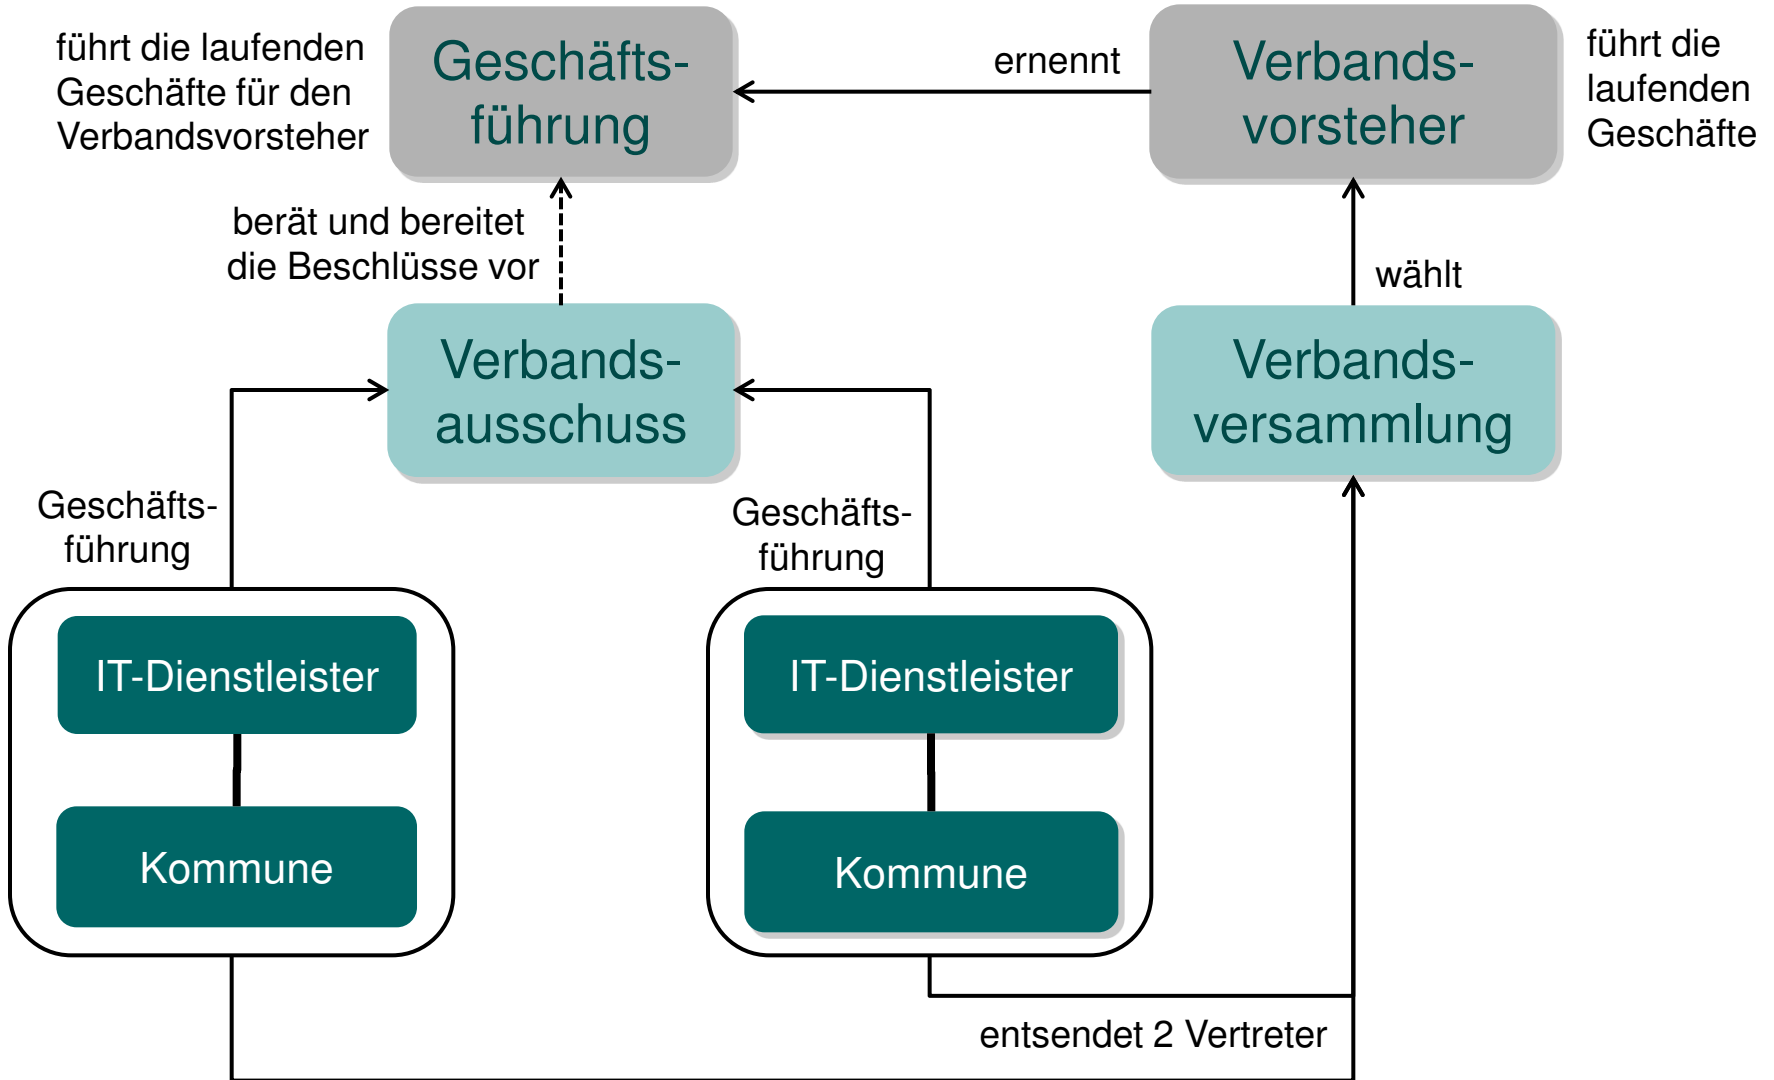 führt die laufenden
Geschäfte für den
Verbandsvorsteher
Geschäfts-
führung
ernennt
Verbands-
vorsteher
führt die
laufenden
Geschäfte
berät und bereitet
die Beschlüsse vor
wählt
Verbands-
ausschuss
Verbands-
versammlung
Geschäfts-
führung
Geschäfts-
führung
IT-Dienstleister
Kommune
IT-Dienstleister
Kommune
entsendet 2 Vertreter